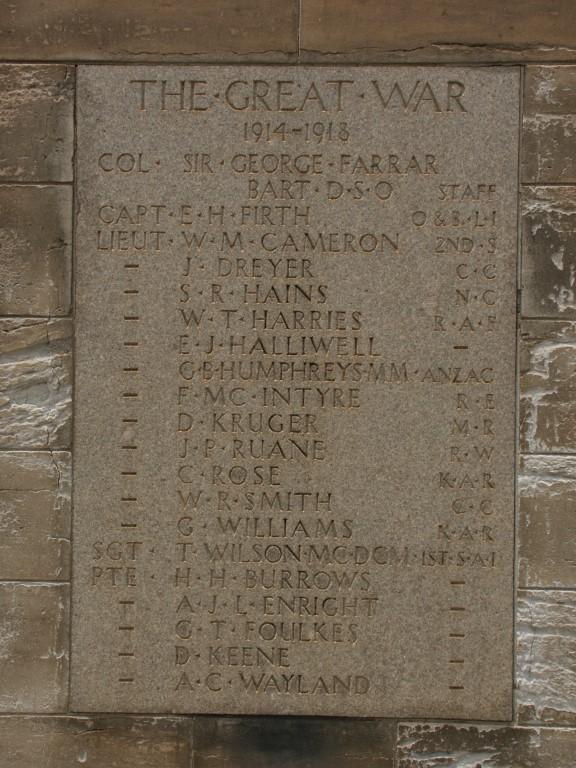 THE·GREAT·WAR
1914-1918
COL· SIR·GEORGE·FARRAR
BART·D·S·O STAFF
CAPT·E·H·FIRTH O&B·L·I
LIEUT·W·M·CAMERON 2ND·S
— J·DREYER C·C
— S·R·HAINS N·C
— W·T·HARRIES R·A·F
— E·J·HALLIWELL —
— G·B·HUMPHREYS·MM·ANZAC
— F·MC·INTYRE R·E
— D·KRUGER M·R
— J·P·RUANE R·W
— C·ROSE K·A·R
— W·R·SMITH C·C
— G·WILLIAMS K·A·R
SGT· T·WILSON·MC·DCM·1ST·S·A·I
PTE· H·H·BURROWS —
— A·J·L·ENRIGHT —
— G·T·FOULKES —
— D·KEENE —
— A·C·WAYLAND —